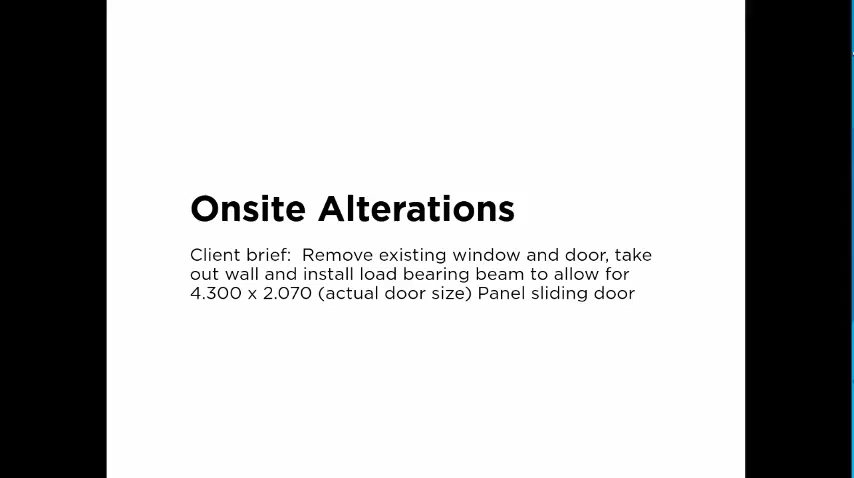 Onsite Alterations
Client brief:  Remove existing window and door, take
out wall and install load bearing beam to allow for
4.300 x 2.070 (actual door size) Panel sliding door